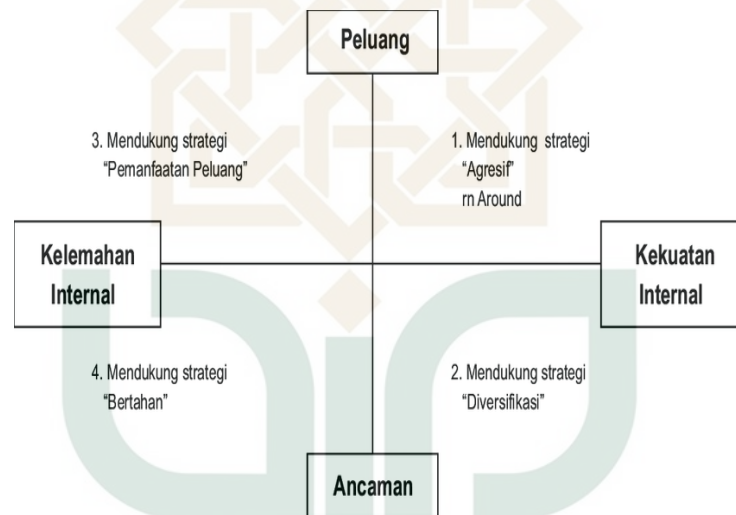 Peluang
3. Mendukung strategi
“Pemanfaatan Peluang”
1. Mendukung strategi
“Agresif”
rn Around
Kelemahan
Internal
Kekuatan
Internal
4. Mendukung strategi
“Bertahan”
2. Mendukung strategi
“Diversifikasi”
Ancaman